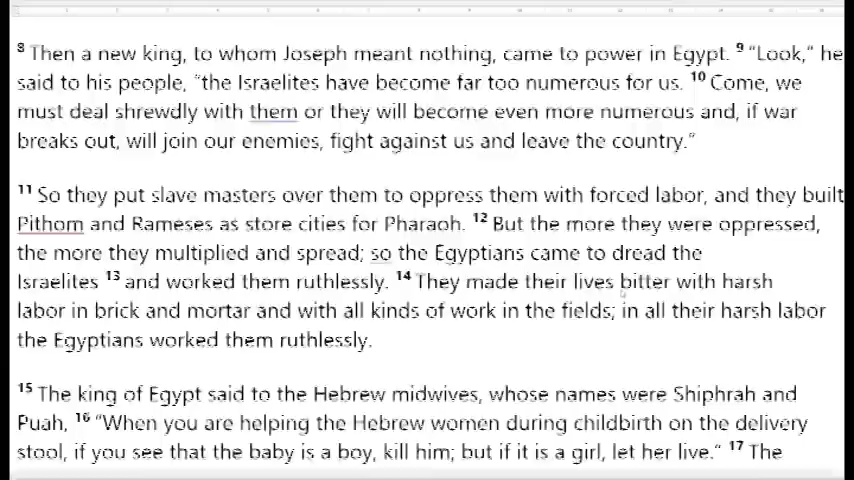 8 Then a new king, to whom Joseph meant nothing, came to power in Egypt. 9 “Look,” he
said to his people, “the Israelites have become far too numerous for us. 10 Come, we
must deal shrewdly with them or they will become even more numerous and, if war
breaks out, will join our enemies, fight against us and leave the country.”
11 So they put slave masters over them to oppress them with forced labor, and they built
Pithom and Rameses as store cities for Pharaoh. 12 But the more they were oppressed,
the more they multiplied and spread; so the Egyptians came to dread the
Israelites 13 and worked them ruthlessly. 14 They made their lives bitter with harsh
labor in brick and mortar and with all kinds of work in the fields; in all their harsh labor
the Egyptians worked them ruthlessly.
15 The king of Egypt said to the Hebrew midwives, whose names were Shiphrah and
Puah, 16 “When you are helping the Hebrew women during childbirth on the delivery
stool, if you see that the baby is a boy, kill him; but if it is a girl, let her live.” 17 The